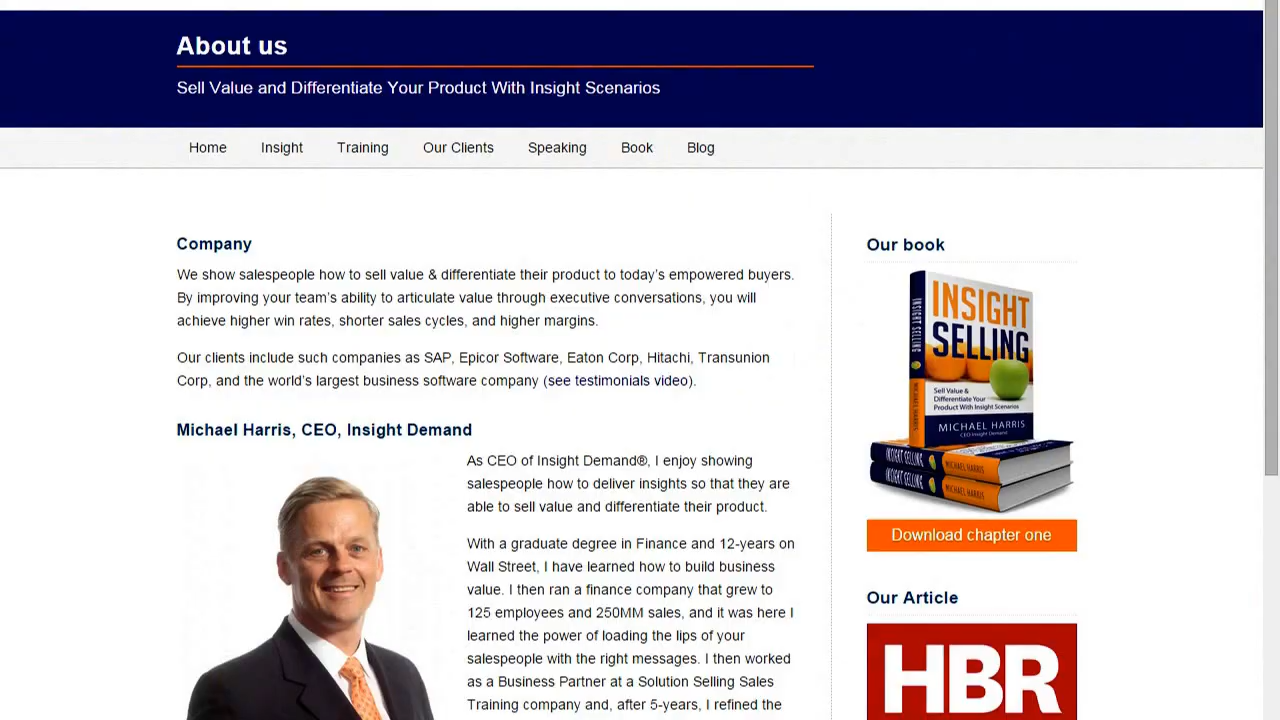 About us
Sell Value and Differentiate Your Product With Insight Scenarios
Home Insight Training Our Clients Speaking Book Blog
Company
We show salespeople how to sell value & differentiate their product to today's empowered buyers.
By improving your team's ability to articulate value through executive conversations, you will
achieve higher win rates, shorter sales cycles, and higher margins.
Our clients include such companies as SAP, Epicor Software, Eaton Corp, Hitachi, Transunion
Corp, and the world's largest business software company (see testimonials video).
Michael Harris, CEO, Insight Demand
As CEO of Insight Demand®, I enjoy showing
salespeople how to deliver insights so that they are
able to sell value and differentiate their product.
With a graduate degree in Finance and 12-years on
Wall Street, I have learned how to build business
value. I then ran a finance company that grew to
125 employees and 250MM sales, and it was here I
learned the power of loading the lips of your
salespeople with the right messages. I then worked
as a Business Partner at a Solution Selling Sales
Training company and, after 5-years, I refined the
Our book
INSIGHT SELLING
INSIGHT
SELLING
Sell Value &
Differentiate Your
Product With Insight Scenarios
MICHAEL HARRIS
CEO Insight Demand
INSIGHT SELLING MICHAEL HARRIS
INSIGHT SELLING MICHAEL HARRIS
Download chapter one
Our Article
HBR